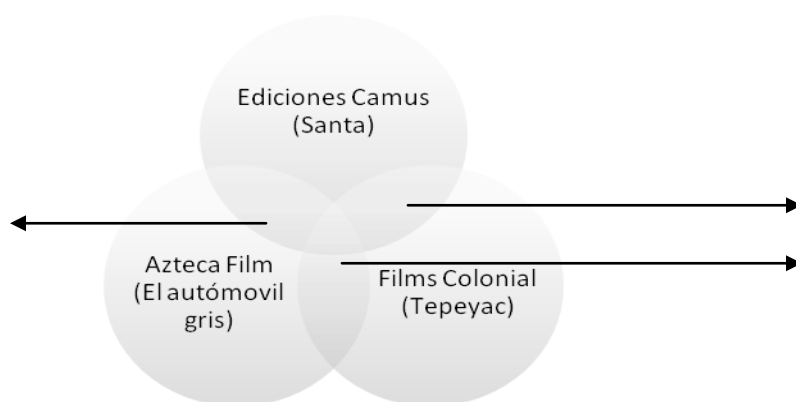 Ediciones Camus
(Santa)
Azteca Film
(El autómovil
gris)
Films Colonial
(Tepeyac)